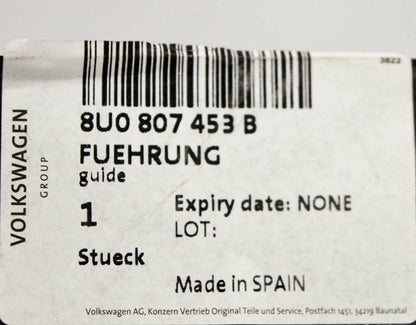 3822
8U0 807 453 B
FUEHRUNG
guide
1
Stueck
Expiry date: NONE
LOT:
Made in SPAIN
VOLKSWAGEN
GROUP
Volkswagen AG, Konzern Vertrieb Original Teile und Service, Postfach 1451, 34219 Baunatal